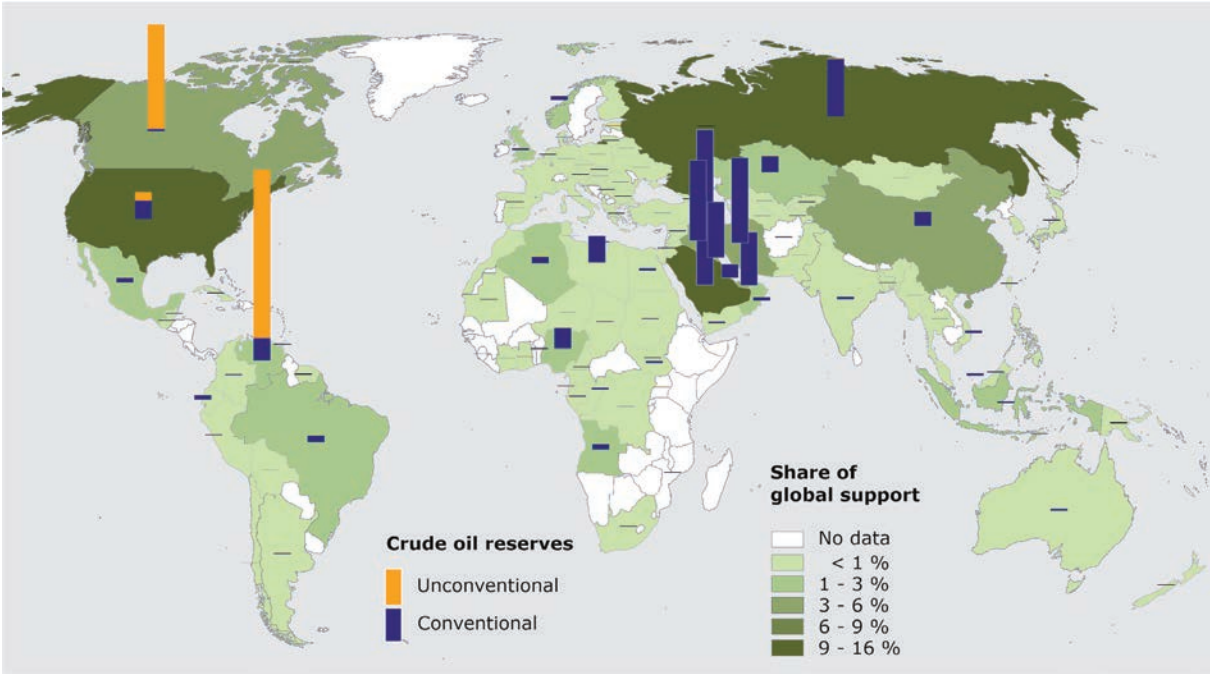 Crude oil reserves
Unconventional
Conventional
Share of
global support
No data
< 1 %
1 - 3 %
3 - 6 %
6 - 9 %
9 - 16 %